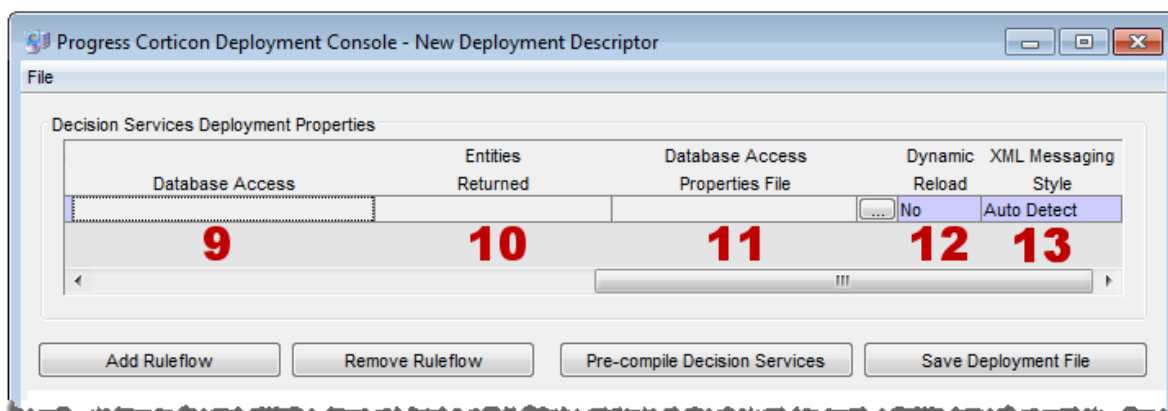 Progress Corticon Deployment Console - New Deployment Descriptor
File
Decision Services Deployment Properties
Entities Database Access Dynamic XML Messaging
Database Access Returned Properties File Reload Style
... No Auto Detect
9 10 11 12 13
Add Ruleflow Remove Ruleflow Pre-compile Decision Services Save Deployment File